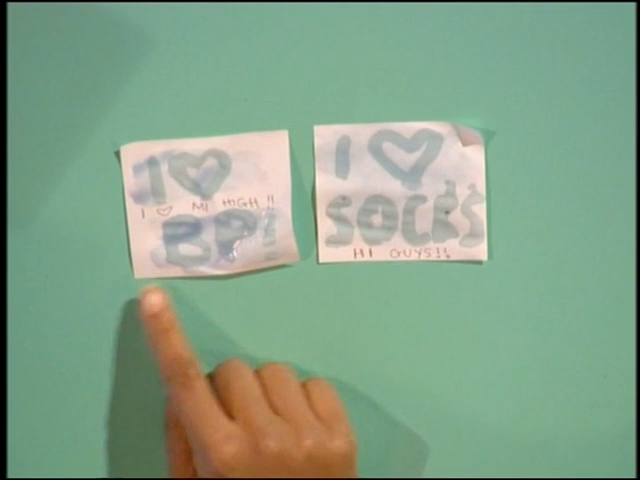 I ♡
I ♡ MI HIGH !!
BP
I ♡
SOCKS
HI GUYS!!